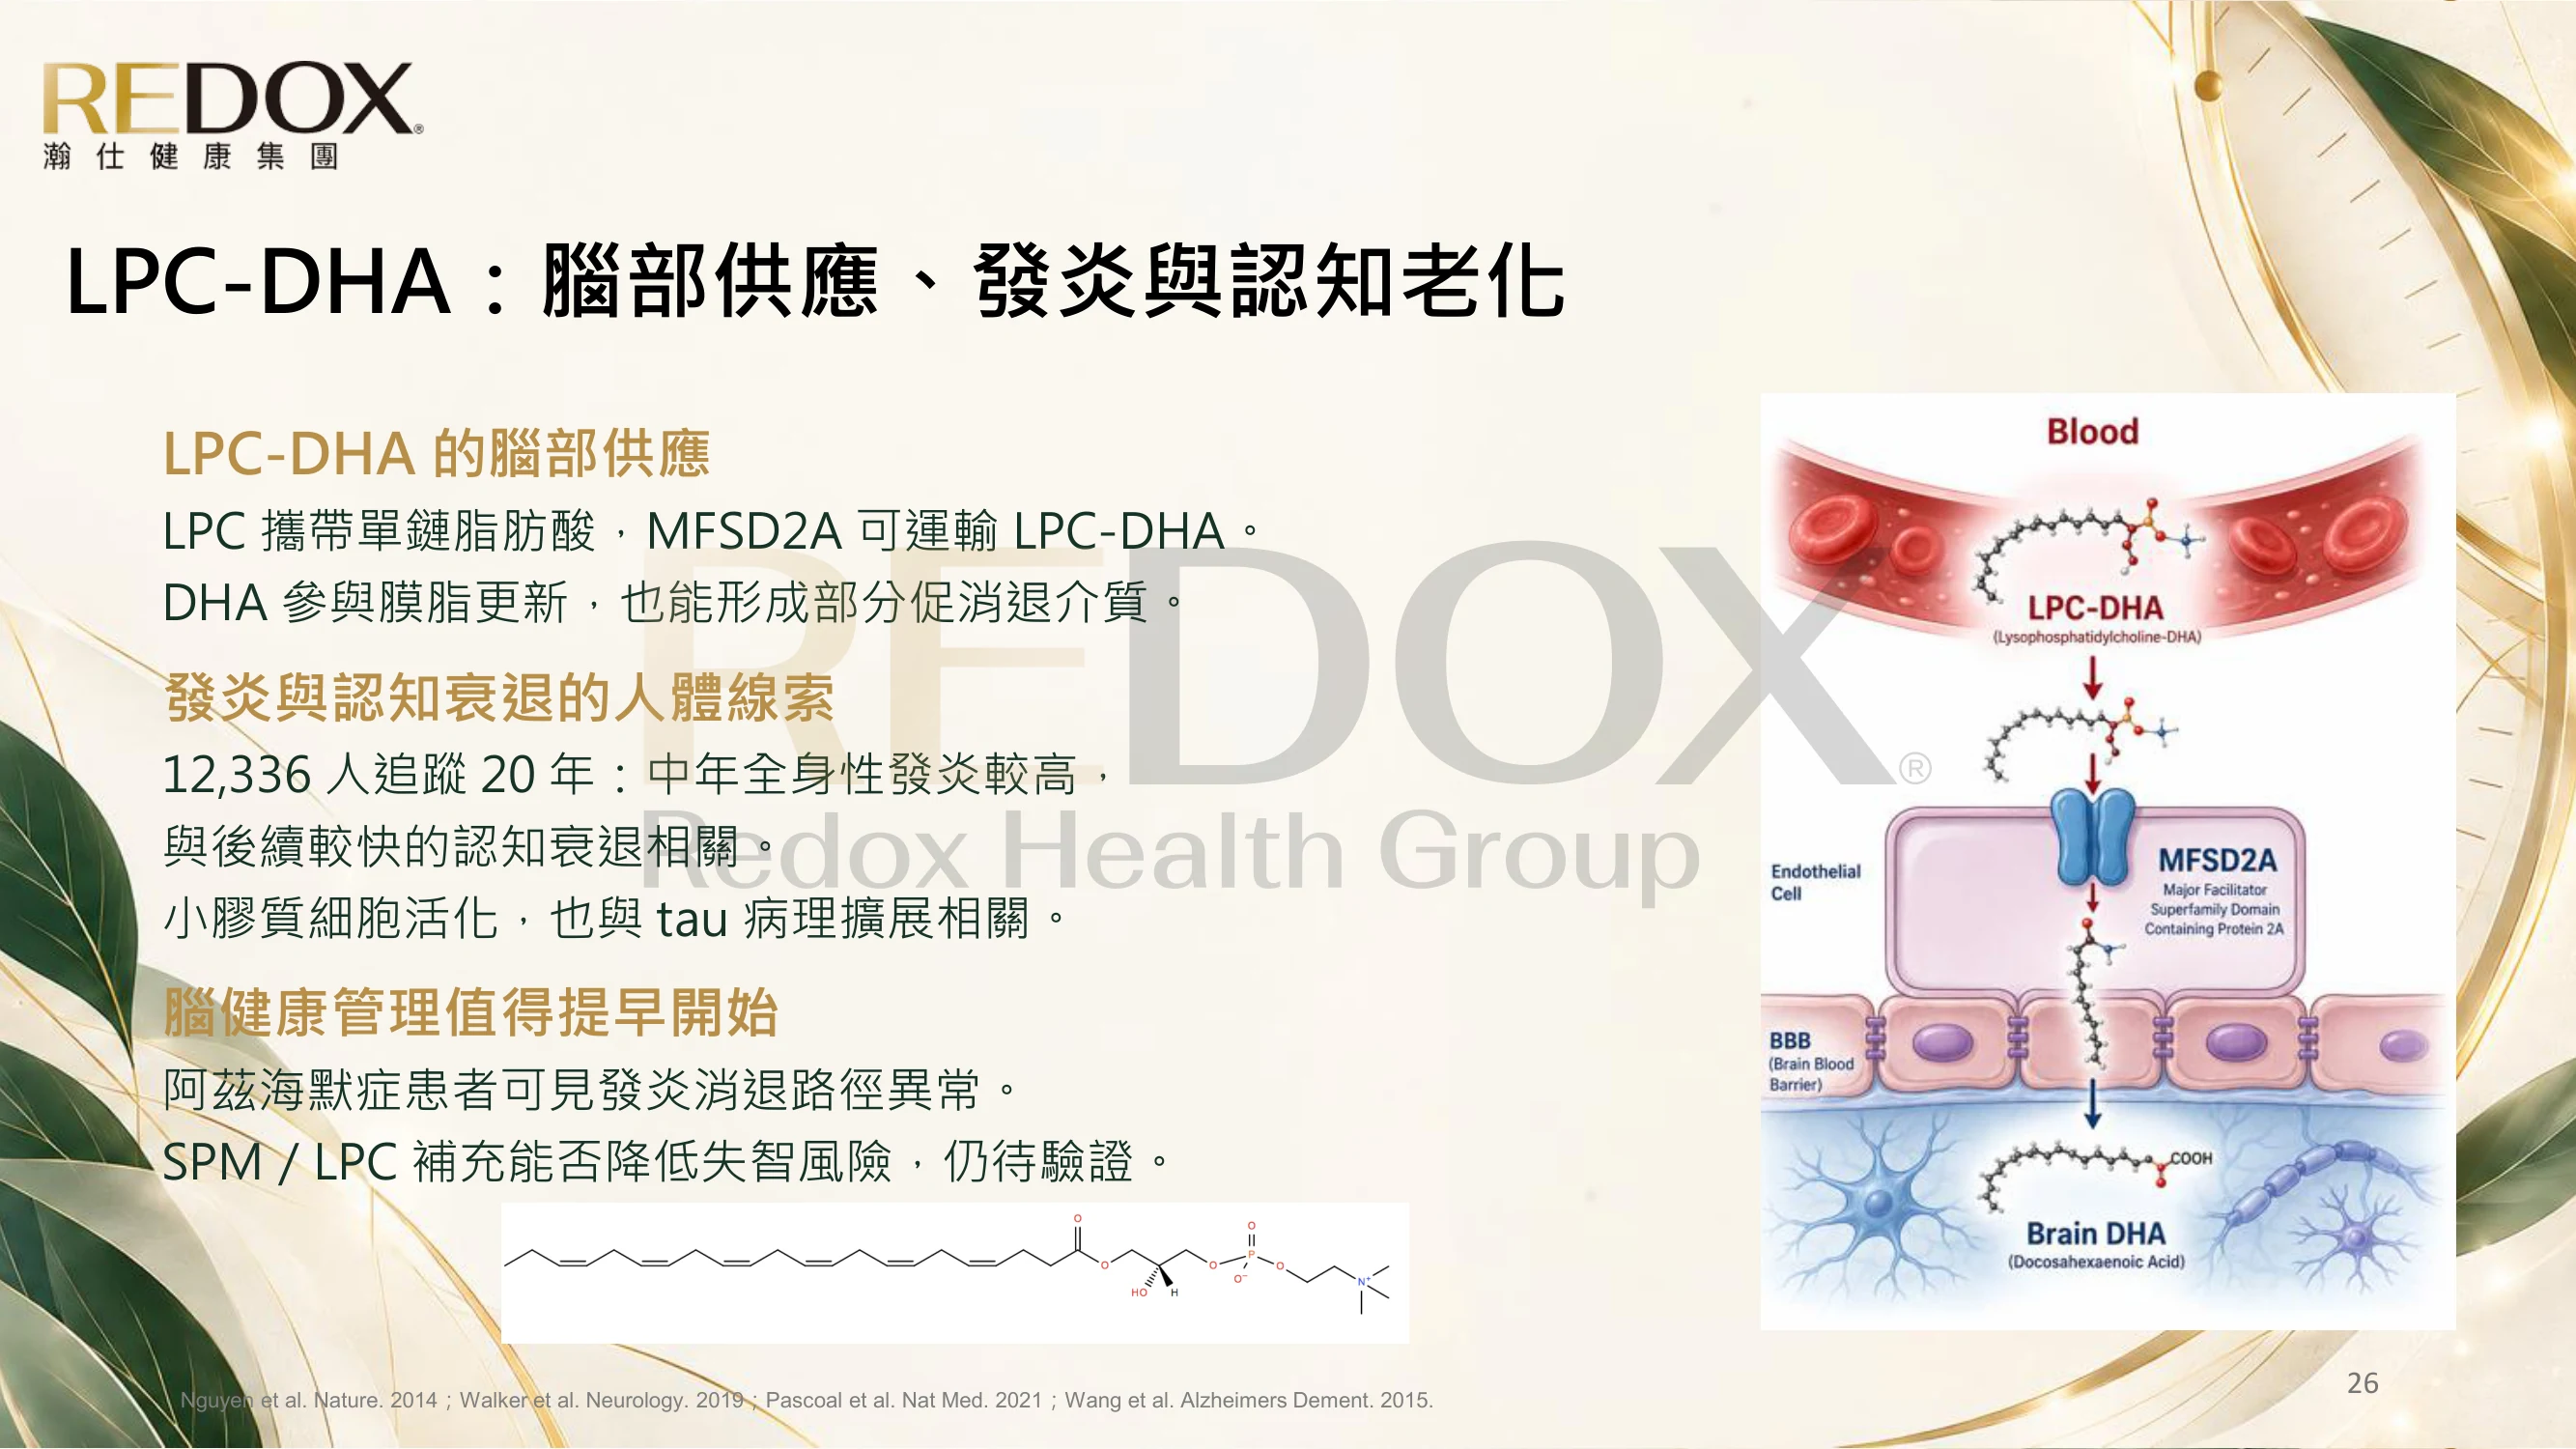 REDOX®
瀚仕健康集團
LPC-DHA：腦部供應、發炎與認知老化
LPC-DHA 的腦部供應
LPC 攜帶單鏈脂肪酸，MFSD2A 可運輸 LPC-DHA。
DHA 參與膜脂更新，也能形成部分促消退介質。
發炎與認知衰退的人體線索
12,336 人追蹤 20 年：中年全身性發炎較高，
與後續較快的認知衰退相關。
小膠質細胞活化，也與 tau 病理擴展相關。
腦健康管理值得提早開始
阿茲海默症患者可見發炎消退路徑異常。
SPM / LPC 補充能否降低失智風險，仍待驗證。
REDOX®
Redox Health Group
O
O
HO
H
O
O
P
O⁻
O
N⁺
Blood
LPC-DHA
(Lysophosphatidylcholine-DHA)
Endothelial
Cell
MFSD2A
Major Facilitator
Superfamily Domain
Containing Protein 2A
BBB
(Brain Blood
Barrier)
COOH
Brain DHA
(Docosahexaenoic Acid)
Nguyen et al. Nature. 2014；Walker et al. Neurology. 2019；Pascoal et al. Nat Med. 2021；Wang et al. Alzheimers Dement. 2015.
26